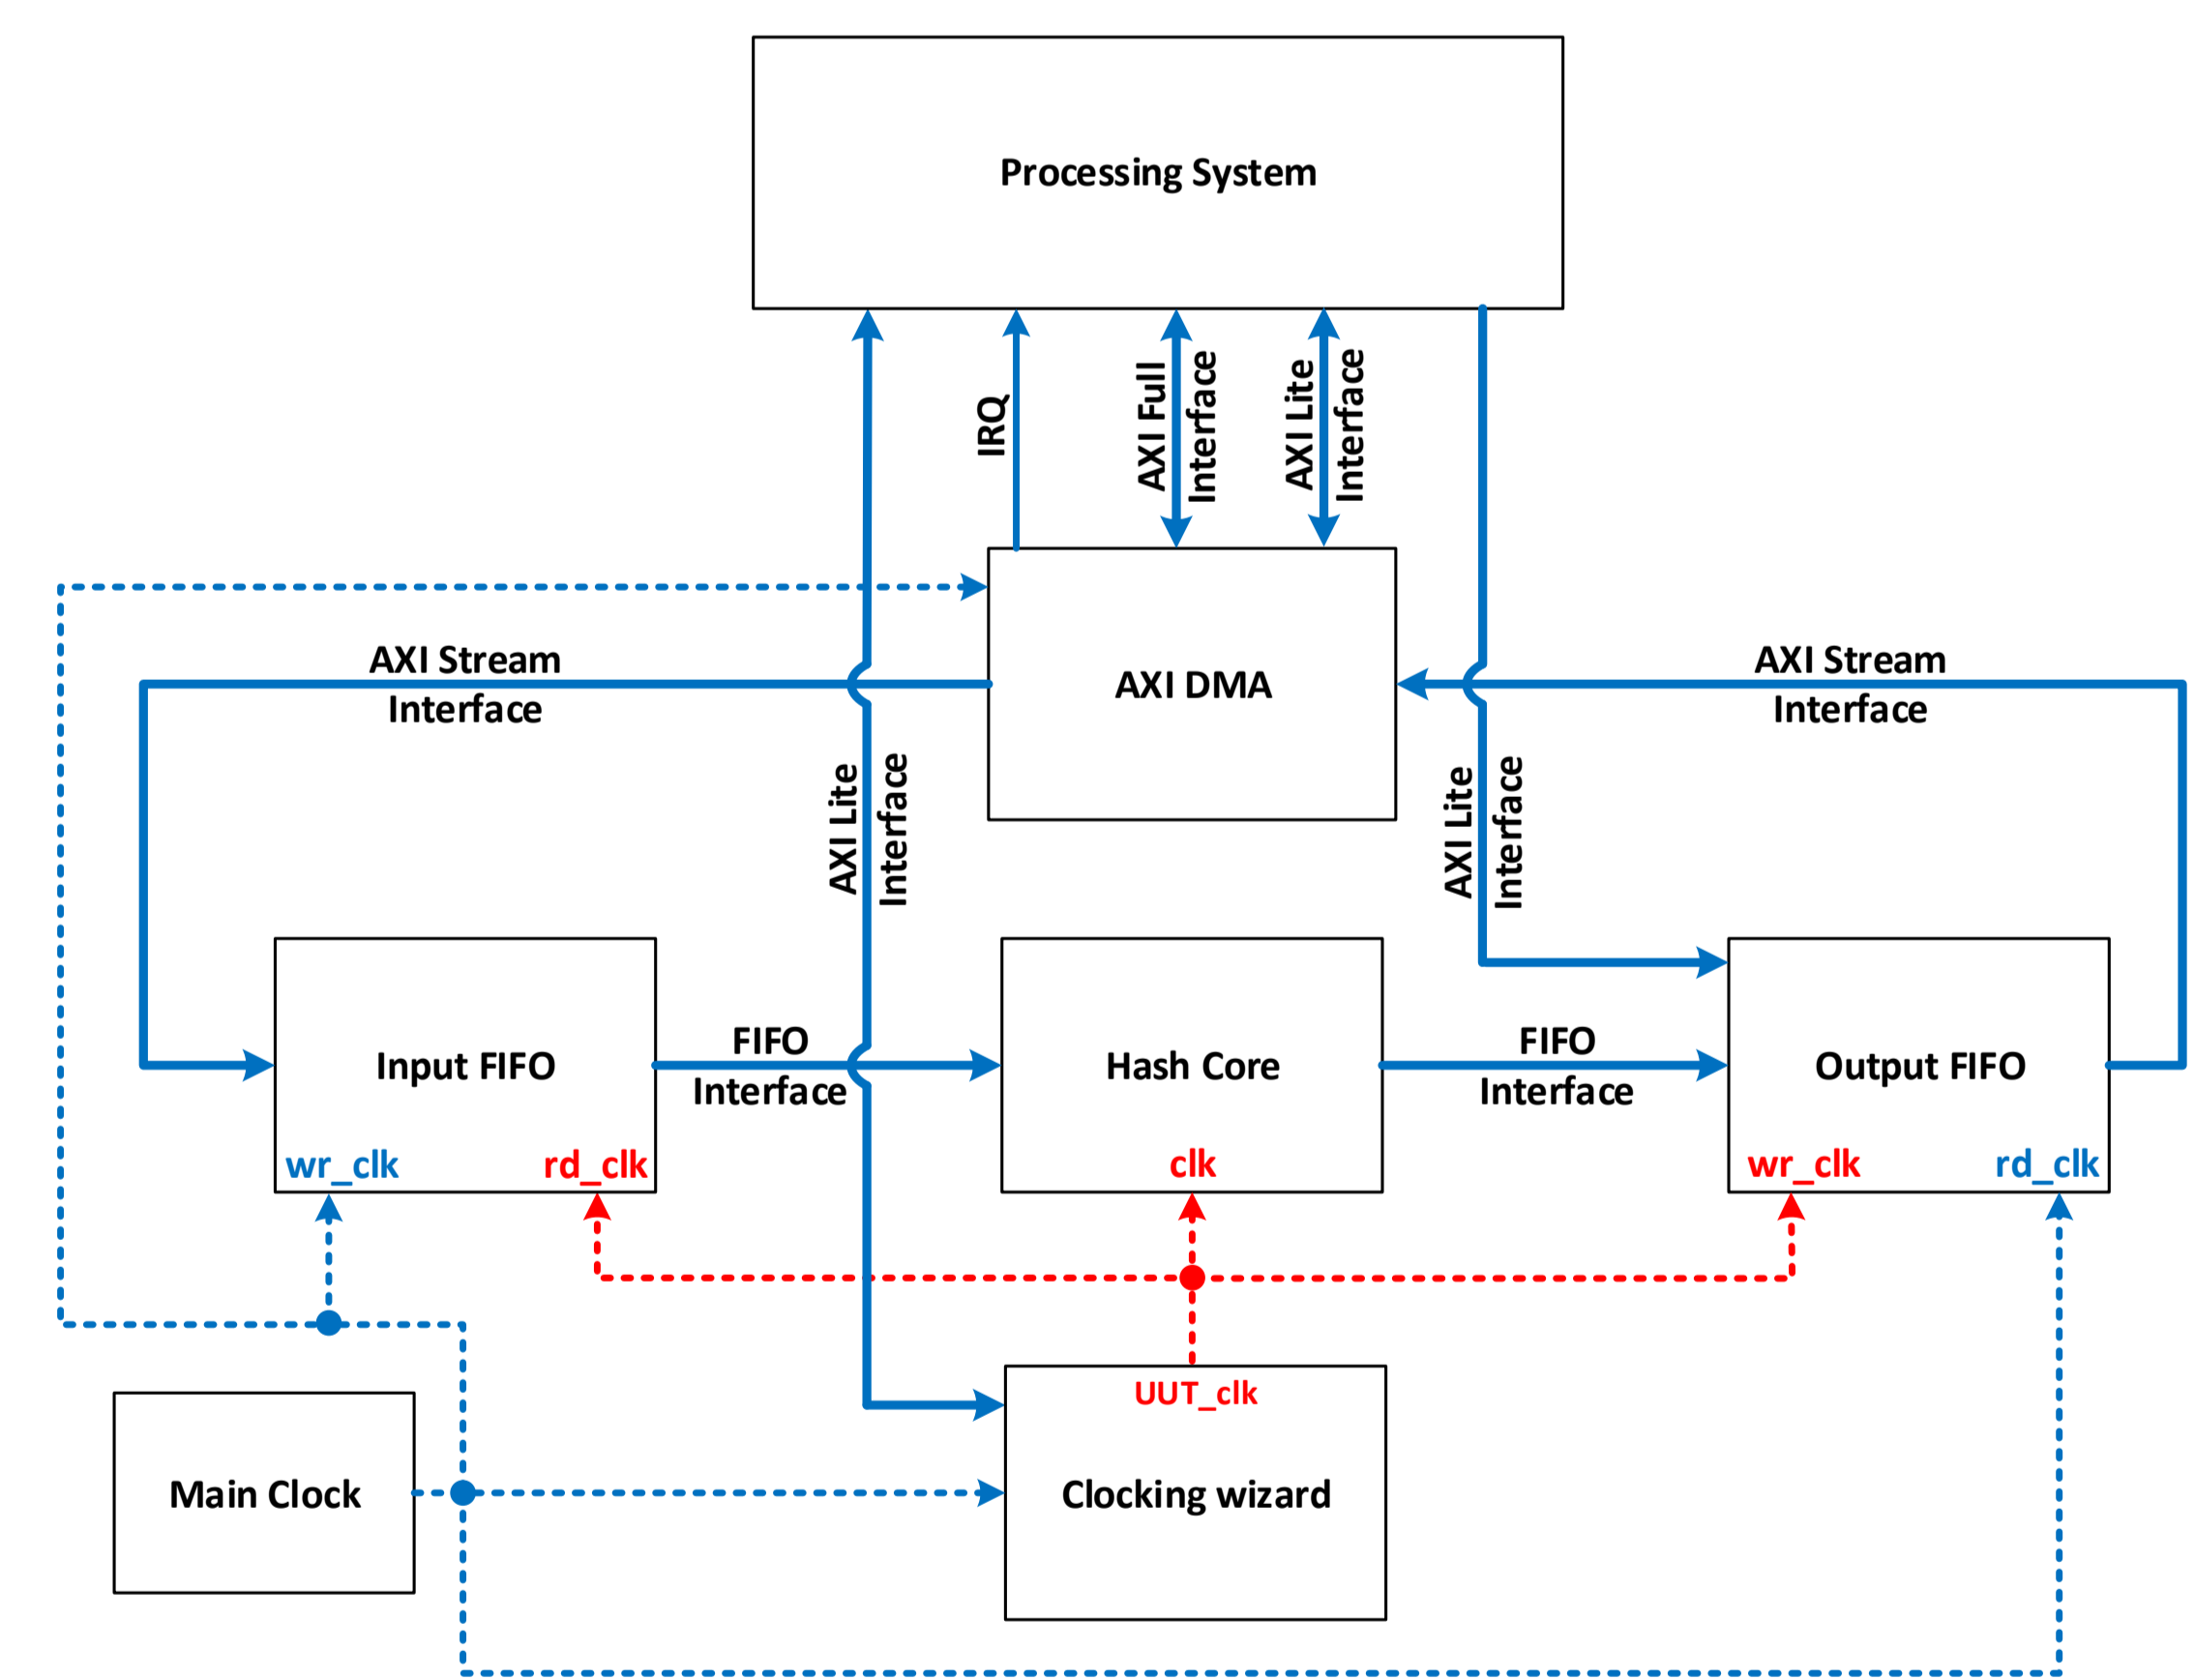 Processing System
IRQ
AXI Full
Interface
AXI Lite
Interface
AXI Stream
Interface
AXI DMA
AXI Stream
Interface
AXI Lite
Interface
AXI Lite
Interface
Input FIFO
wr_clk
rd_clk
FIFO
Interface
Hash Core
clk
FIFO
Interface
Output FIFO
wr_clk
rd_clk
UUT_clk
Main Clock
Clocking wizard